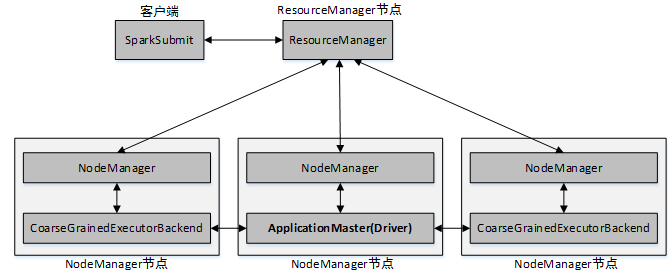 客户端
ResourceManager节点
SparkSubmit
ResourceManager
NodeManager
NodeManager
NodeManager
CoarseGrainedExecutorBackend
ApplicationMaster(Driver)
CoarseGrainedExecutorBackend
NodeManager节点
NodeManager节点
NodeManager节点